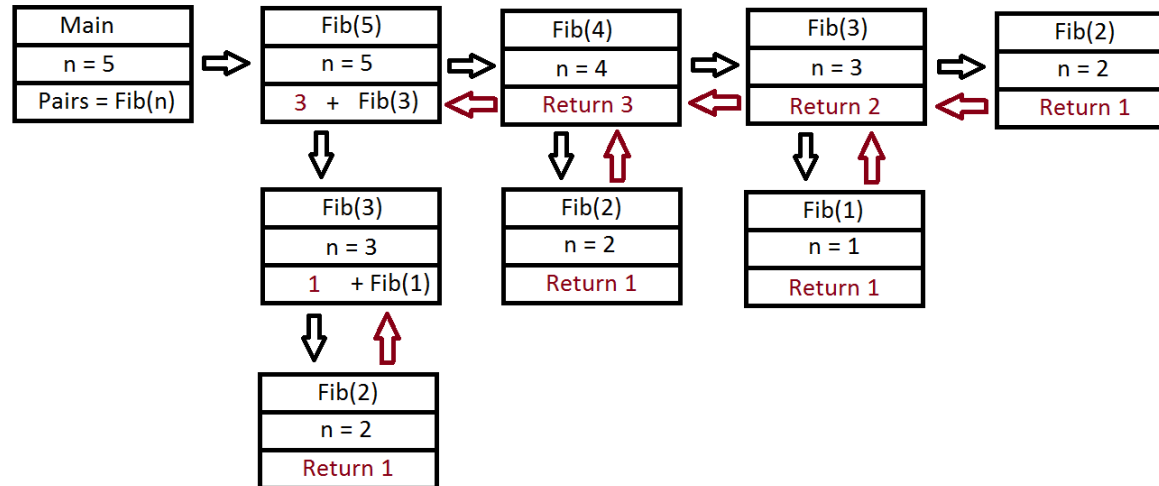 Main
n = 5
Pairs = Fib(n)
Fib(5)
n = 5
3 + Fib(3)
Fib(4)
n = 4
Return 3
Fib(3)
n = 3
Return 2
Fib(2)
n = 2
Return 1
Fib(3)
n = 3
1 + Fib(1)
Fib(2)
n = 2
Return 1
Fib(1)
n = 1
Return 1
Fib(2)
n = 2
Return 1